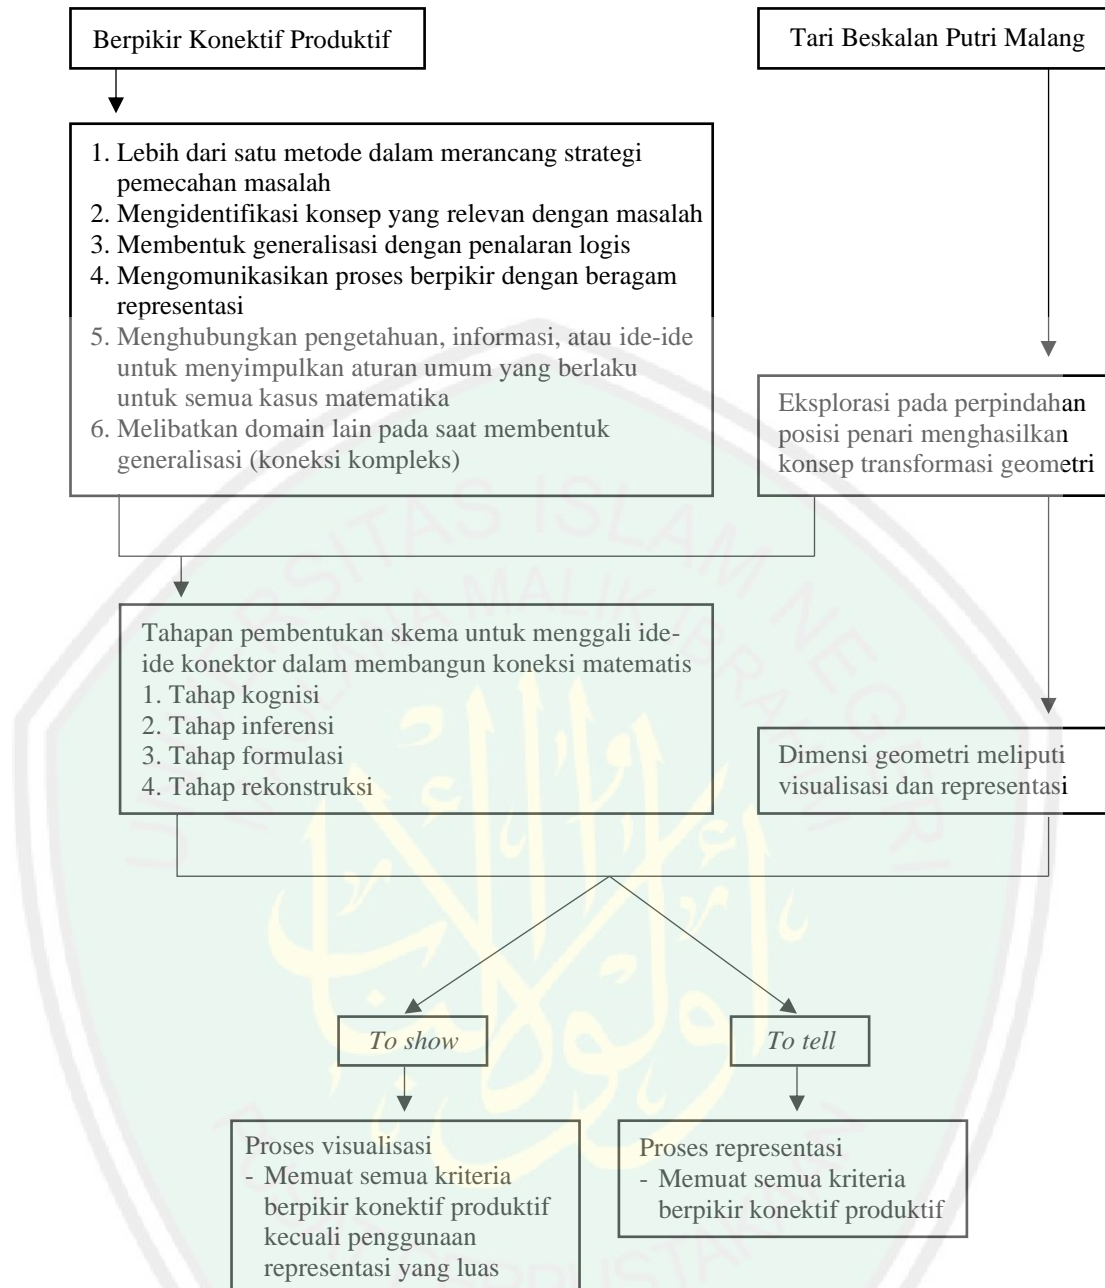 Berpikir Konektif Produktif
Tari Beskalan Putri Malang
1. Lebih dari satu metode dalam merancang strategi
pemecahan masalah
2. Mengidentifikasi konsep yang relevan dengan masalah
3. Membentuk generalisasi dengan penalaran logis
4. Mengomunikasikan proses berpikir dengan beragam
representasi
5. Menghubungkan pengetahuan, informasi, atau ide-ide
untuk menyimpulkan aturan umum yang berlaku
untuk semua kasus matematika
6. Melibatkan domain lain pada saat membentuk
generalisasi (koneksi kompleks)
Eksplorasi pada perpindahan
posisi penari menghasilkan
konsep transformasi geometri
Tahapan pembentukan skema untuk menggali ide-
ide konektor dalam membangun koneksi matematis
1. Tahap kognisi
2. Tahap inferensi
3. Tahap formulasi
4. Tahap rekonstruksi
Dimensi geometri meliputi
visualisasi dan representasi
To show
To tell
Proses visualisasi
- Memuat semua kriteria
berpikir konektif produktif
kecuali penggunaan
representasi yang luas
Proses representasi
- Memuat semua kriteria
berpikir konektif produktif
UNIVERSITAS ISLAM NEGERI
MAULANA MALIK IBRAHIM